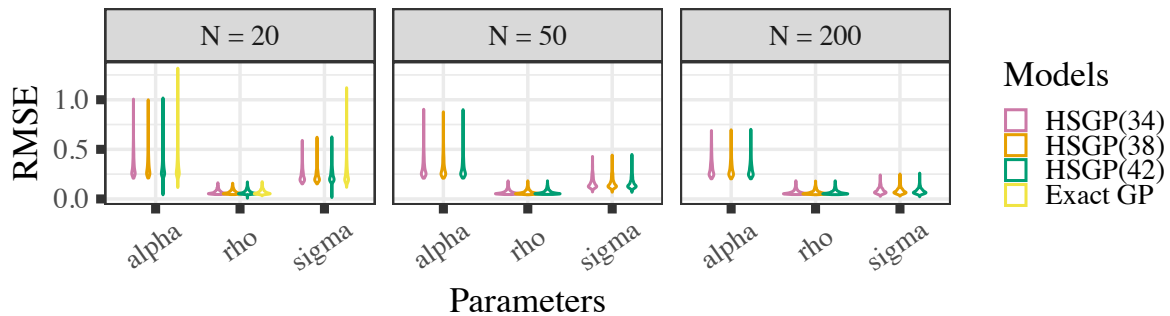 N = 20
N = 50
N = 200
RMSE
1.0
0.5
0.0
alpha
rho
sigma
alpha
rho
sigma
alpha
rho
sigma
Parameters
Models
HSGP(34)
HSGP(38)
HSGP(42)
Exact GP